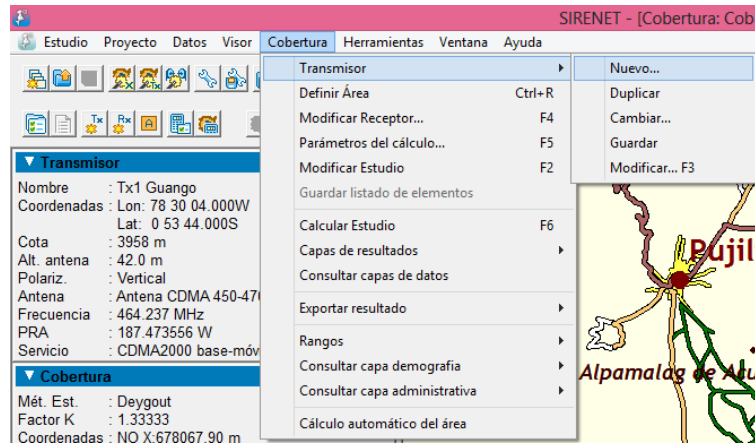 SIRENET - [Cobertura: Cob
Estudio Proyecto Datos Visor Cobertura Herramientas Ventana Ayuda
Transmisor
Definir Área Ctrl+R
Modificar Receptor... F4
Parámetros del cálculo... F5
Modificar Estudio F2
Guardar listado de elementos
Calcular Estudio F6
Capas de resultados
Consultar capas de datos
Exportar resultado
Rangos
Consultar capa demografia
Consultar capa administrativa
Cálculo automático del área
Nuevo...
Duplicar
Cambiar...
Guardar
Modificar... F3
Tx Rx A
Transmisor
Nombre : Tx1 Guango
Coordenadas : Lon: 78 30 04.000W
Lat: 0 53 44.000S
Cota : 3958 m
Alt. antena : 42.0 m
Polariz. : Vertical
Antena : Antena CDMA 450-47
Frecuencia : 464.237 MHz
PRA : 187.473556 W
Servicio : CDMA2000 base-móv
Cobertura
Mét. Est. : Deygout
Factor K : 1.33333
Coordenadas : NO X:678067.90 m
Pujil
Alpamalag de Acu